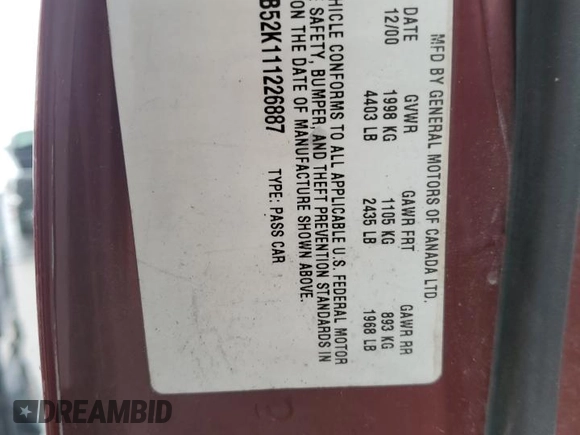 MFD BY GENERAL MOTORS OF CANADA LTD.
DATE GVWR GAWR FRT GAWR RR
12/00 1998 KG 1105 KG 893 KG
4403 LB 2435 LB 1968 LB
HICLE CONFORMS TO ALL APPLICABLE U.S. FEDERAL MOTOR
SAFETY, BUMPER, AND THEFT PREVENTION STANDARDS IN
ON THE DATE OF MANUFACTURE SHOWN ABOVE.
B52K111226887 TYPE: PASS CAR
DREAMBID